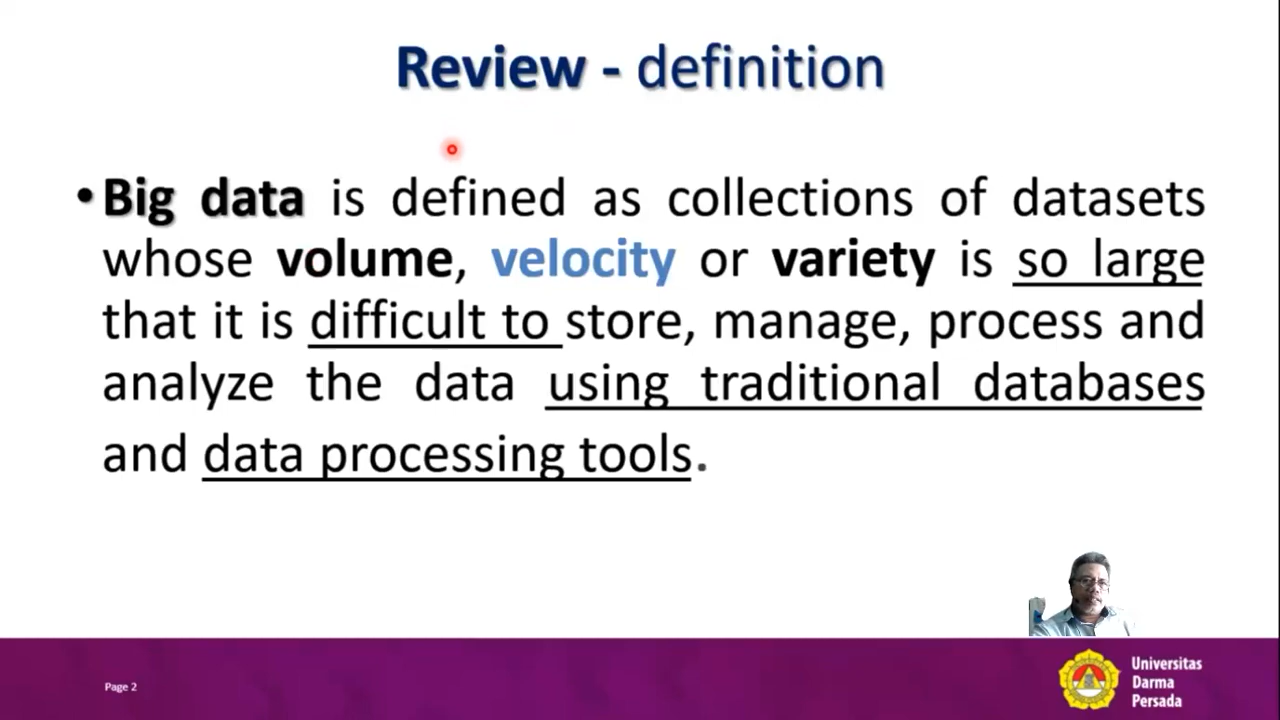 Review - definition
•Big data is defined as collections of datasets
whose volume, velocity or variety is so large
that it is difficult to store, manage, process and
analyze the data using traditional databases
and data processing tools.
Page 2
Universitas
Darma
Persada